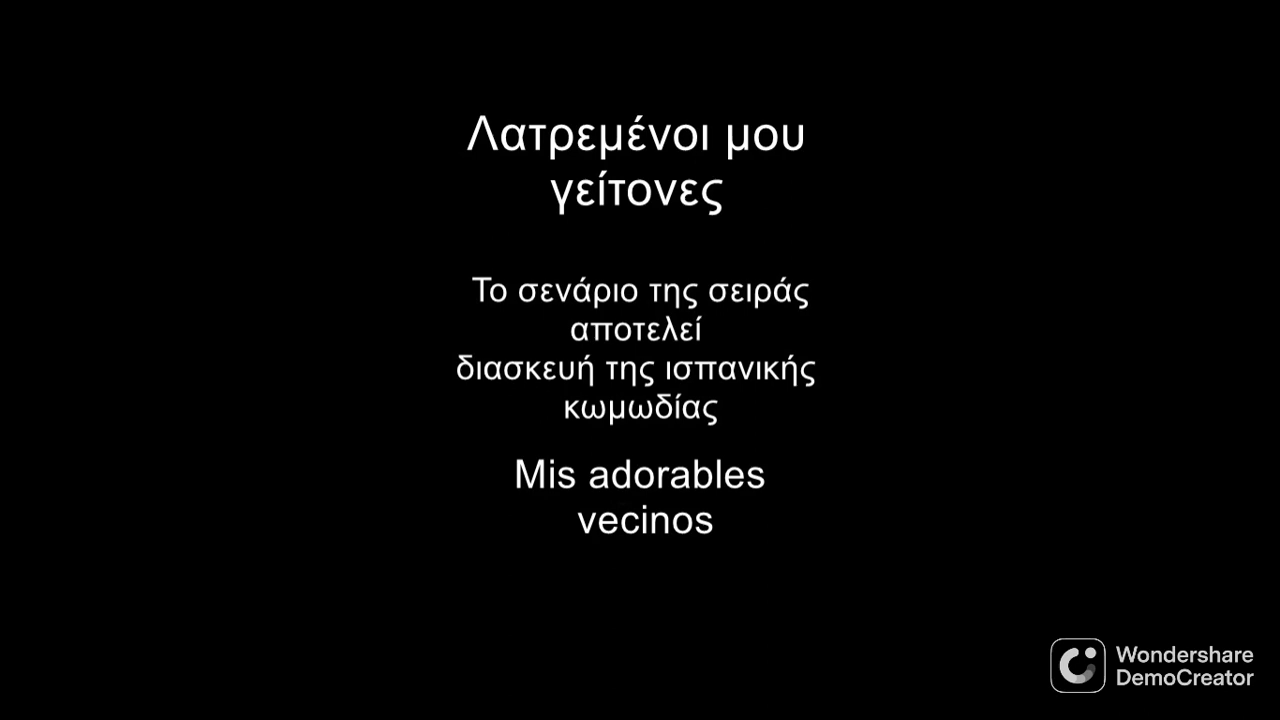 Λατρεμένοι μου
γείτονες
Το σενάριο της σειράς
αποτελεί
διασκευή της ισπανικής
κωμωδίας
Mis adorables
vecinos
Wondershare
DemoCreator